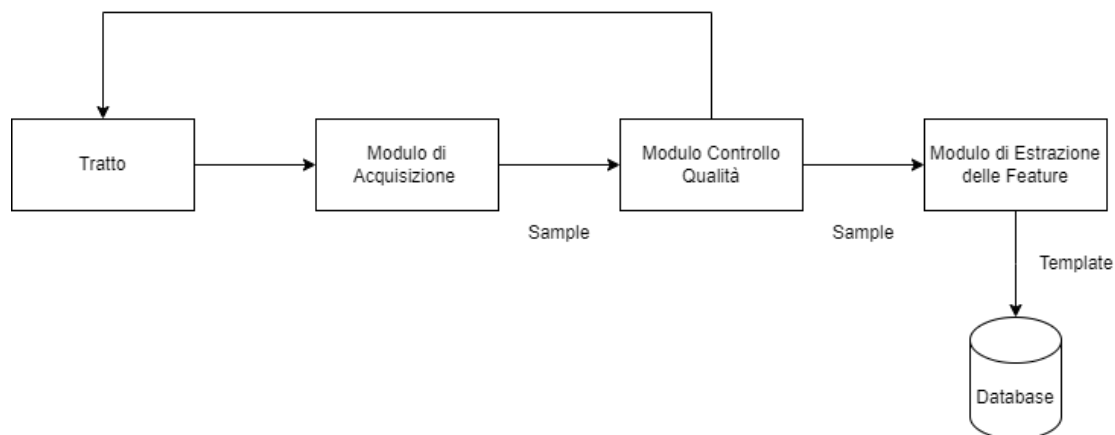 Tratto
Modulo di
Acquisizione
Modulo Controllo
Qualità
Modulo di Estrazione
delle Feature
Sample
Sample
Template
Database